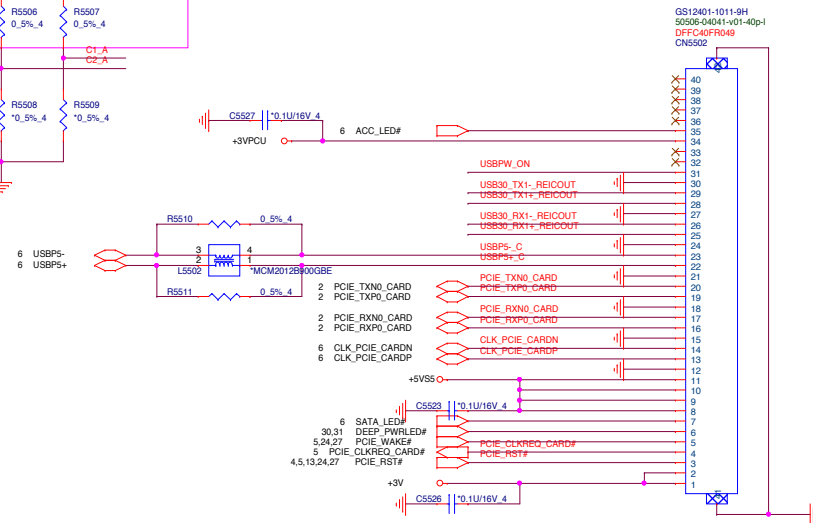 R5506
0_5%_4
R5507
0_5%_4
C1_A
C2_A
R5508
*0_5%_4
R5509
*0_5%_4
GS12401-1011-9H
50506-04041-v01-40p-l
DFFC40FR049
CN5502
C5527
*0.1U/16V_4
+3VPCU
6 ACC_LED#
40
39
38
37
36
35
34
33
32
USBPW_ON
31
30
USB30_TX1-_REICOUT
29
USB30_TX1+_REICOUT
28
27
USB30_RX1-_REICOUT
26
USB30_RX1+_REICOUT
25
24
USBP5-_C
23
USBP5+_C
22
R5510
0_5%_4
6 USBP5-
6 USBP5+
3
4
2
1
L5502
*MCM2012B900GBE
R5511
0_5%_4
21
2 PCIE_TXN0_CARD
PCIE_TXN0_CARD
20
2 PCIE_TXP0_CARD
PCIE_TXP0_CARD
19
18
2 PCIE_RXN0_CARD
PCIE_RXN0_CARD
17
2 PCIE_RXP0_CARD
PCIE_RXP0_CARD
16
15
6 CLK_PCIE_CARDN
CLK_PCIE_CARDN
14
6 CLK_PCIE_CARDP
CLK_PCIE_CARDP
13
12
+5VS5
11
10
9
C5523
*0.1U/16V_4
8
6 SATA_LED#
7
30,31 DEEP_PWRLED#
6
5,24,27 PCIE_WAKE#
5
5 PCIE_CLKREQ_CARD#
PCIE_CLKREQ_CARD#
4
4,5,13,24,27 PCIE_RST#
PCIE_RST#
3
2
+3V
1
C5526
*0.1U/16V_4